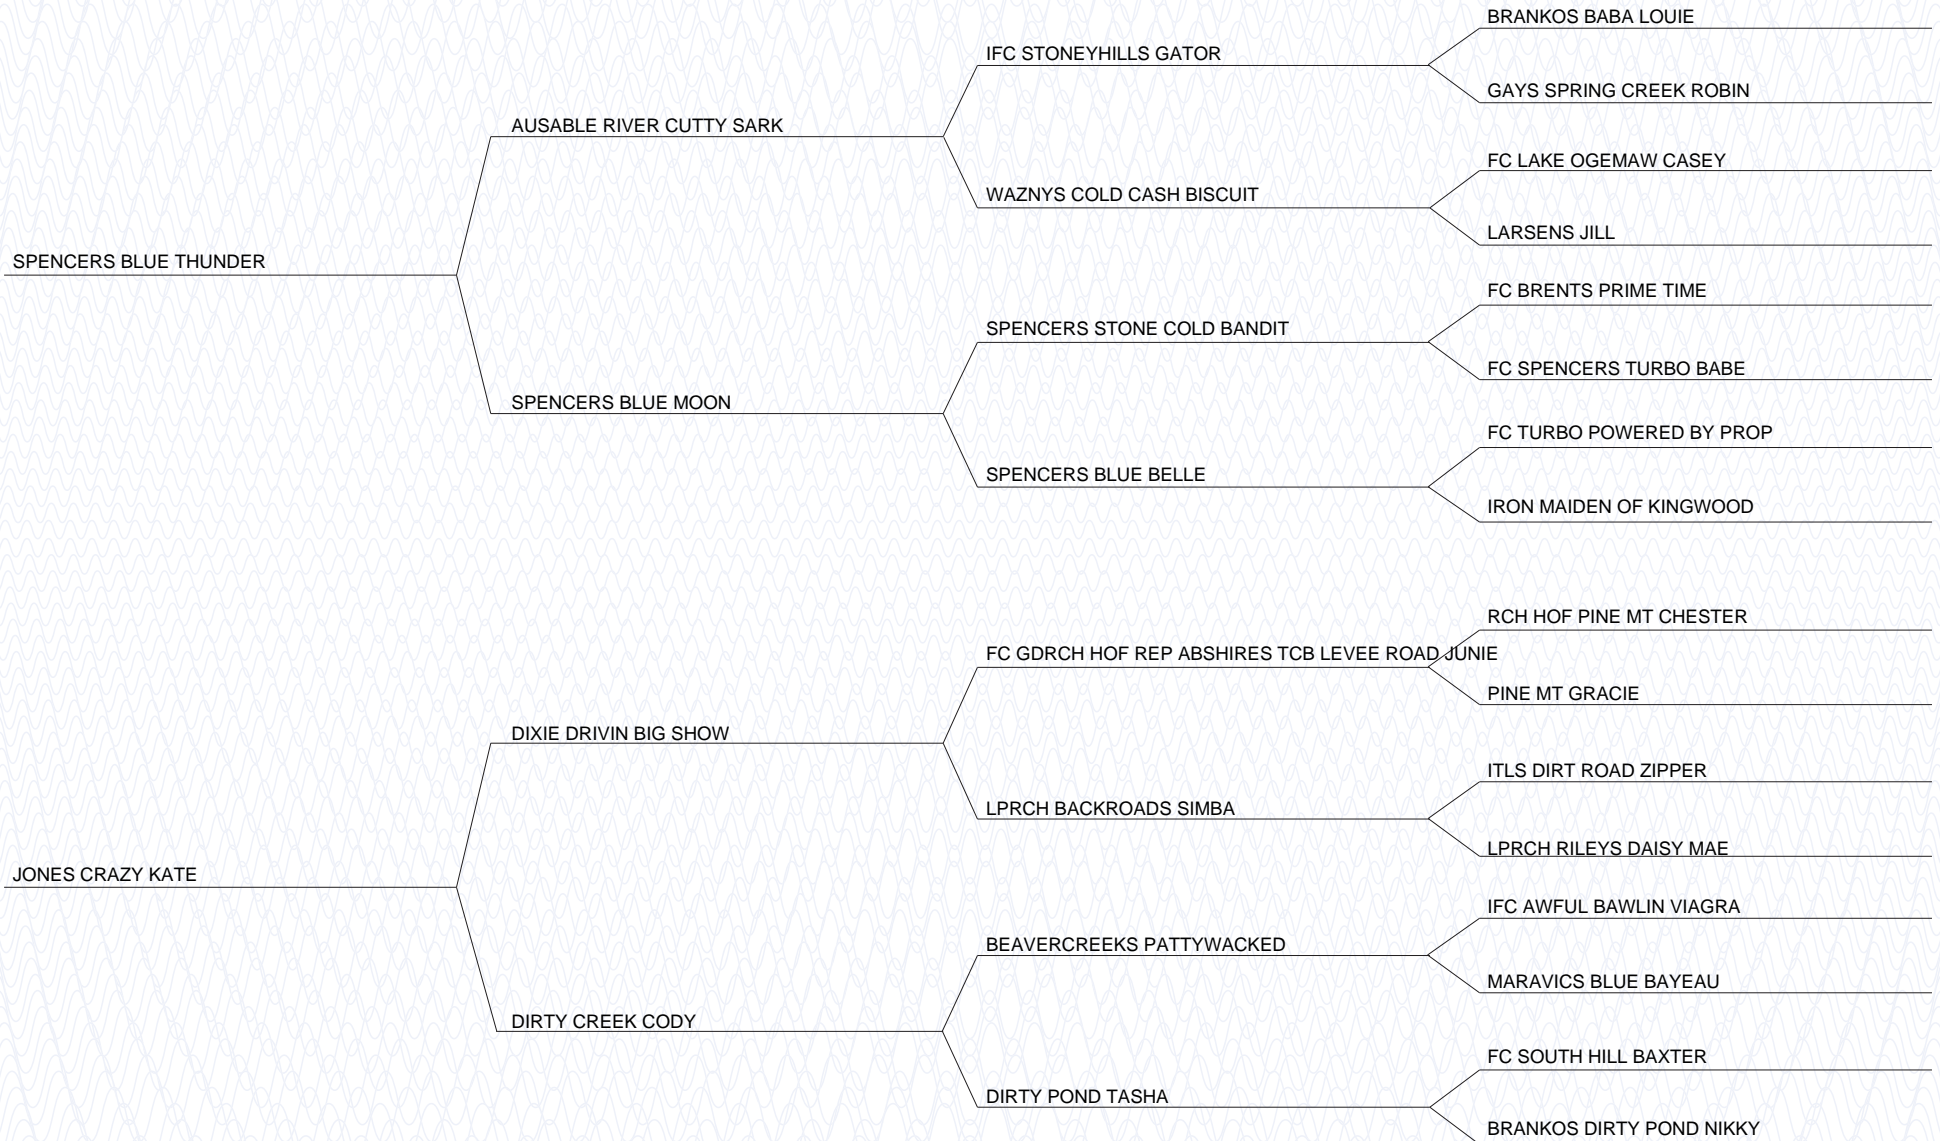 BRANKOS BABA LOUIE
IFC STONEYHILLS GATOR
GAYS SPRING CREEK ROBIN
AUSABLE RIVER CUTTY SARK
FC LAKE OGEMAW CASEY
WAZNYS COLD CASH BISCUIT
LARSENS JILL
SPENCERS BLUE THUNDER
FC BRENTS PRIME TIME
SPENCERS STONE COLD BANDIT
FC SPENCERS TURBO BABE
SPENCERS BLUE MOON
FC TURBO POWERED BY PROP
SPENCERS BLUE BELLE
IRON MAIDEN OF KINGWOOD
RCH HOF PINE MT CHESTER
FC GDRCH HOF REP ABSHIRES TCB LEVEE ROAD JUNIE
PINE MT GRACIE
DIXIE DRIVIN BIG SHOW
ITLS DIRT ROAD ZIPPER
LPRCH BACKROADS SIMBA
LPRCH RILEYS DAISY MAE
JONES CRAZY KATE
IFC AWFUL BAWLIN VIAGRA
BEAVERCREEKS PATTYWACKED
MARAVICS BLUE BAYEAU
DIRTY CREEK CODY
FC SOUTH HILL BAXTER
DIRTY POND TASHA
BRANKOS DIRTY POND NIKKY